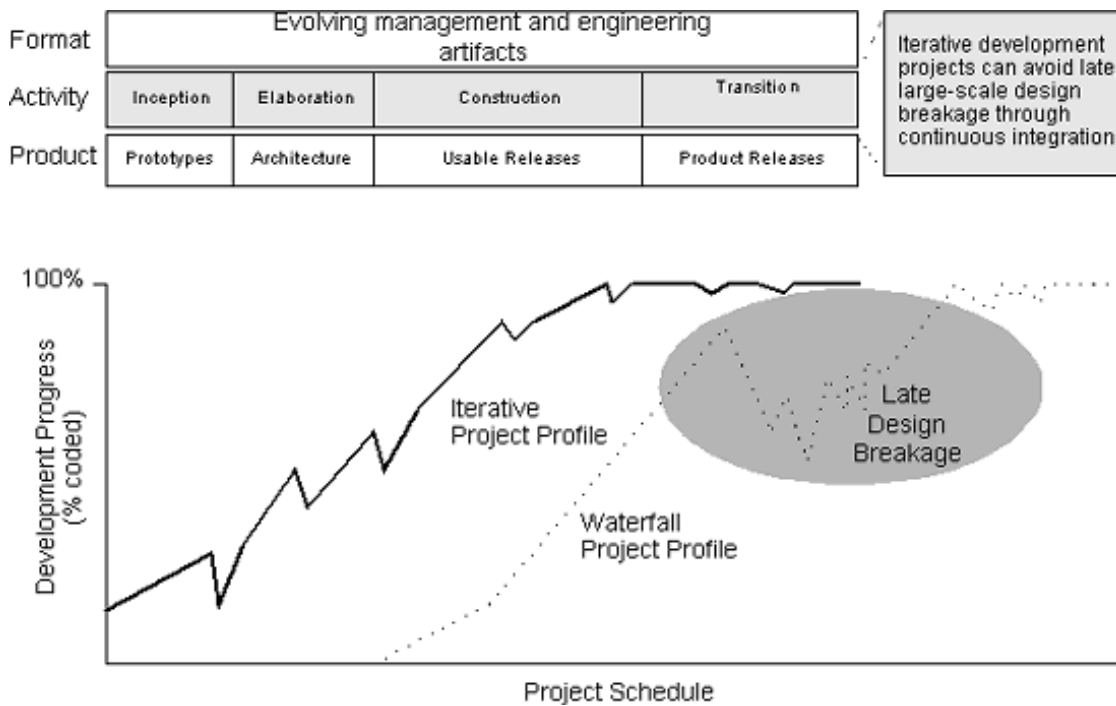 Format
Evolving management and engineering
artifacts
Activity
Inception
Elaboration
Construction
Transition
Product
Prototypes
Architecture
Usable Releases
Product Releases
Iterative development
projects can avoid late
large-scale design
breakage through
continuous integration
100%
Development Progress
(% coded)
Iterative
Project Profile
Waterfall
Project Profile
Late
Design
Breakage
Project Schedule